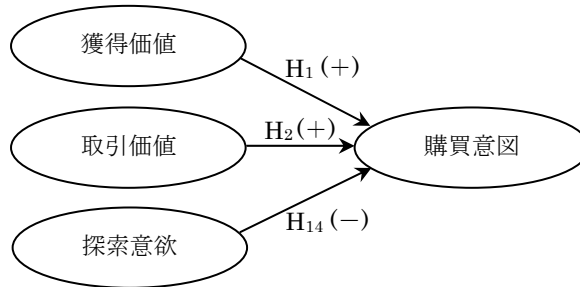 獲得価値
H₁(+)
取引価値
H₂(+)
購買意図
探索意欲
H₁₄(−)